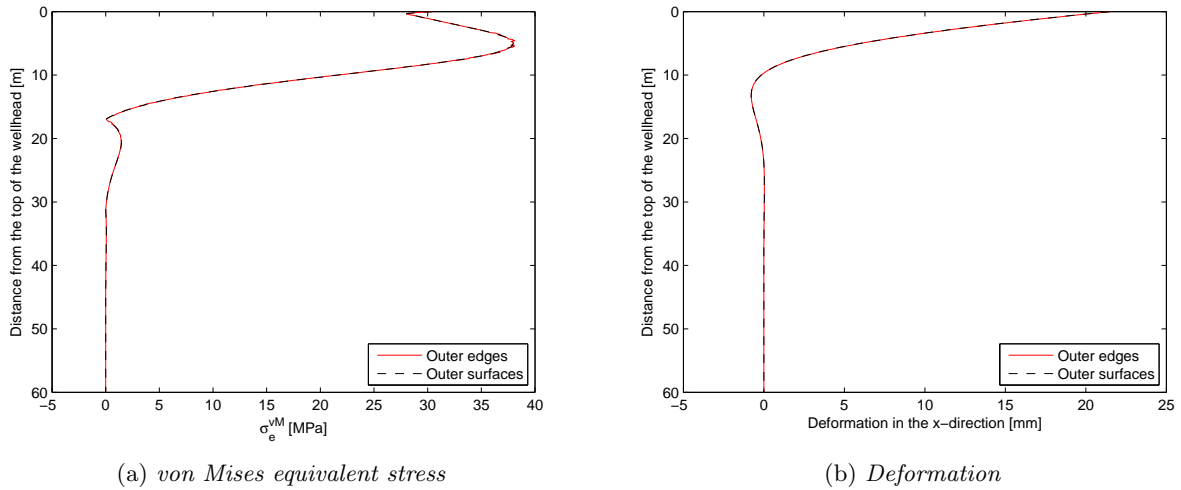 0
10
20
30
40
50
60
Distance from the top of the wellhead [m]
−5 0 5 10 15 20 25 30 35 40
σ_e^vM [MPa]
Outer edges
Outer surfaces
(a) von Mises equivalent stress
0
10
20
30
40
50
60
Distance from the top of the wellhead [m]
−5 0 5 10 15 20 25
Deformation in the x−direction [mm]
Outer edges
Outer surfaces
(b) Deformation